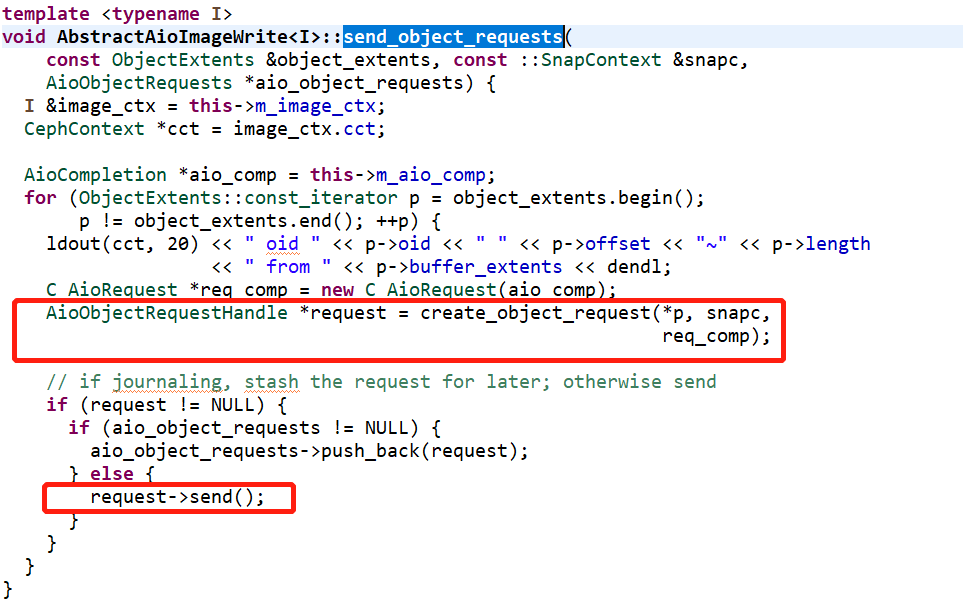 template <typename I>
void AbstractAioImageWrite<I>::send_object_requests(
    const ObjectExtents &object_extents, const ::SnapContext &snapc,
    AioObjectRequests *aio_object_requests) {
  I &image_ctx = this->m_image_ctx;
  CephContext *cct = image_ctx.cct;

  AioCompletion *aio_comp = this->m_aio_comp;
  for (ObjectExtents::const_iterator p = object_extents.begin();
       p != object_extents.end(); ++p) {
    ldout(cct, 20) << " oid " << p->oid << " " << p->offset << "~" << p->length
                   << " from " << p->buffer_extents << dendl;
    C_AioRequest *req_comp = new C_AioRequest(aio_comp);
    AioObjectRequestHandle *request = create_object_request(*p, snapc,
                                                            req_comp);

    // if journaling, stash the request for later; otherwise send
    if (request != NULL) {
      if (aio_object_requests != NULL) {
        aio_object_requests->push_back(request);
      } else {
        request->send();
      }
    }
  }
}